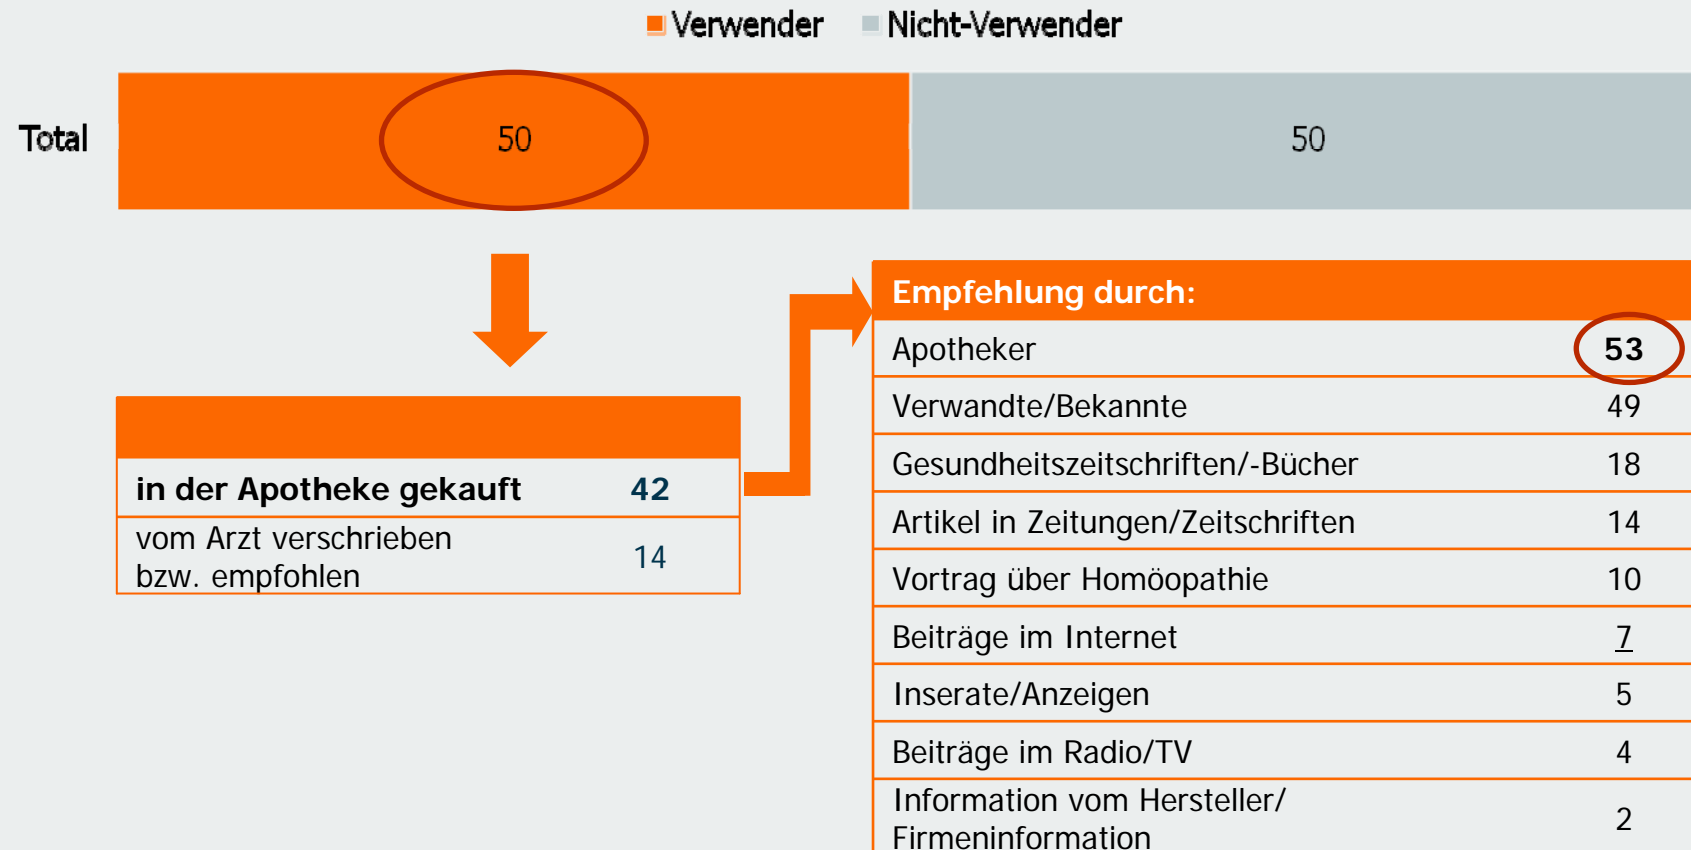 Verwender Nicht-Verwender
Total 50 50
in der Apotheke gekauft 42
vom Arzt verschrieben
bzw. empfohlen 14
Empfehlung durch:
Apotheker 53
Verwandte/Bekannte 49
Gesundheitszeitschriften/-Bücher 18
Artikel in Zeitungen/Zeitschriften 14
Vortrag über Homöopathie 10
Beiträge im Internet 7
Inserate/Anzeigen 5
Beiträge im Radio/TV 4
Information vom Hersteller/
Firmeninformation 2